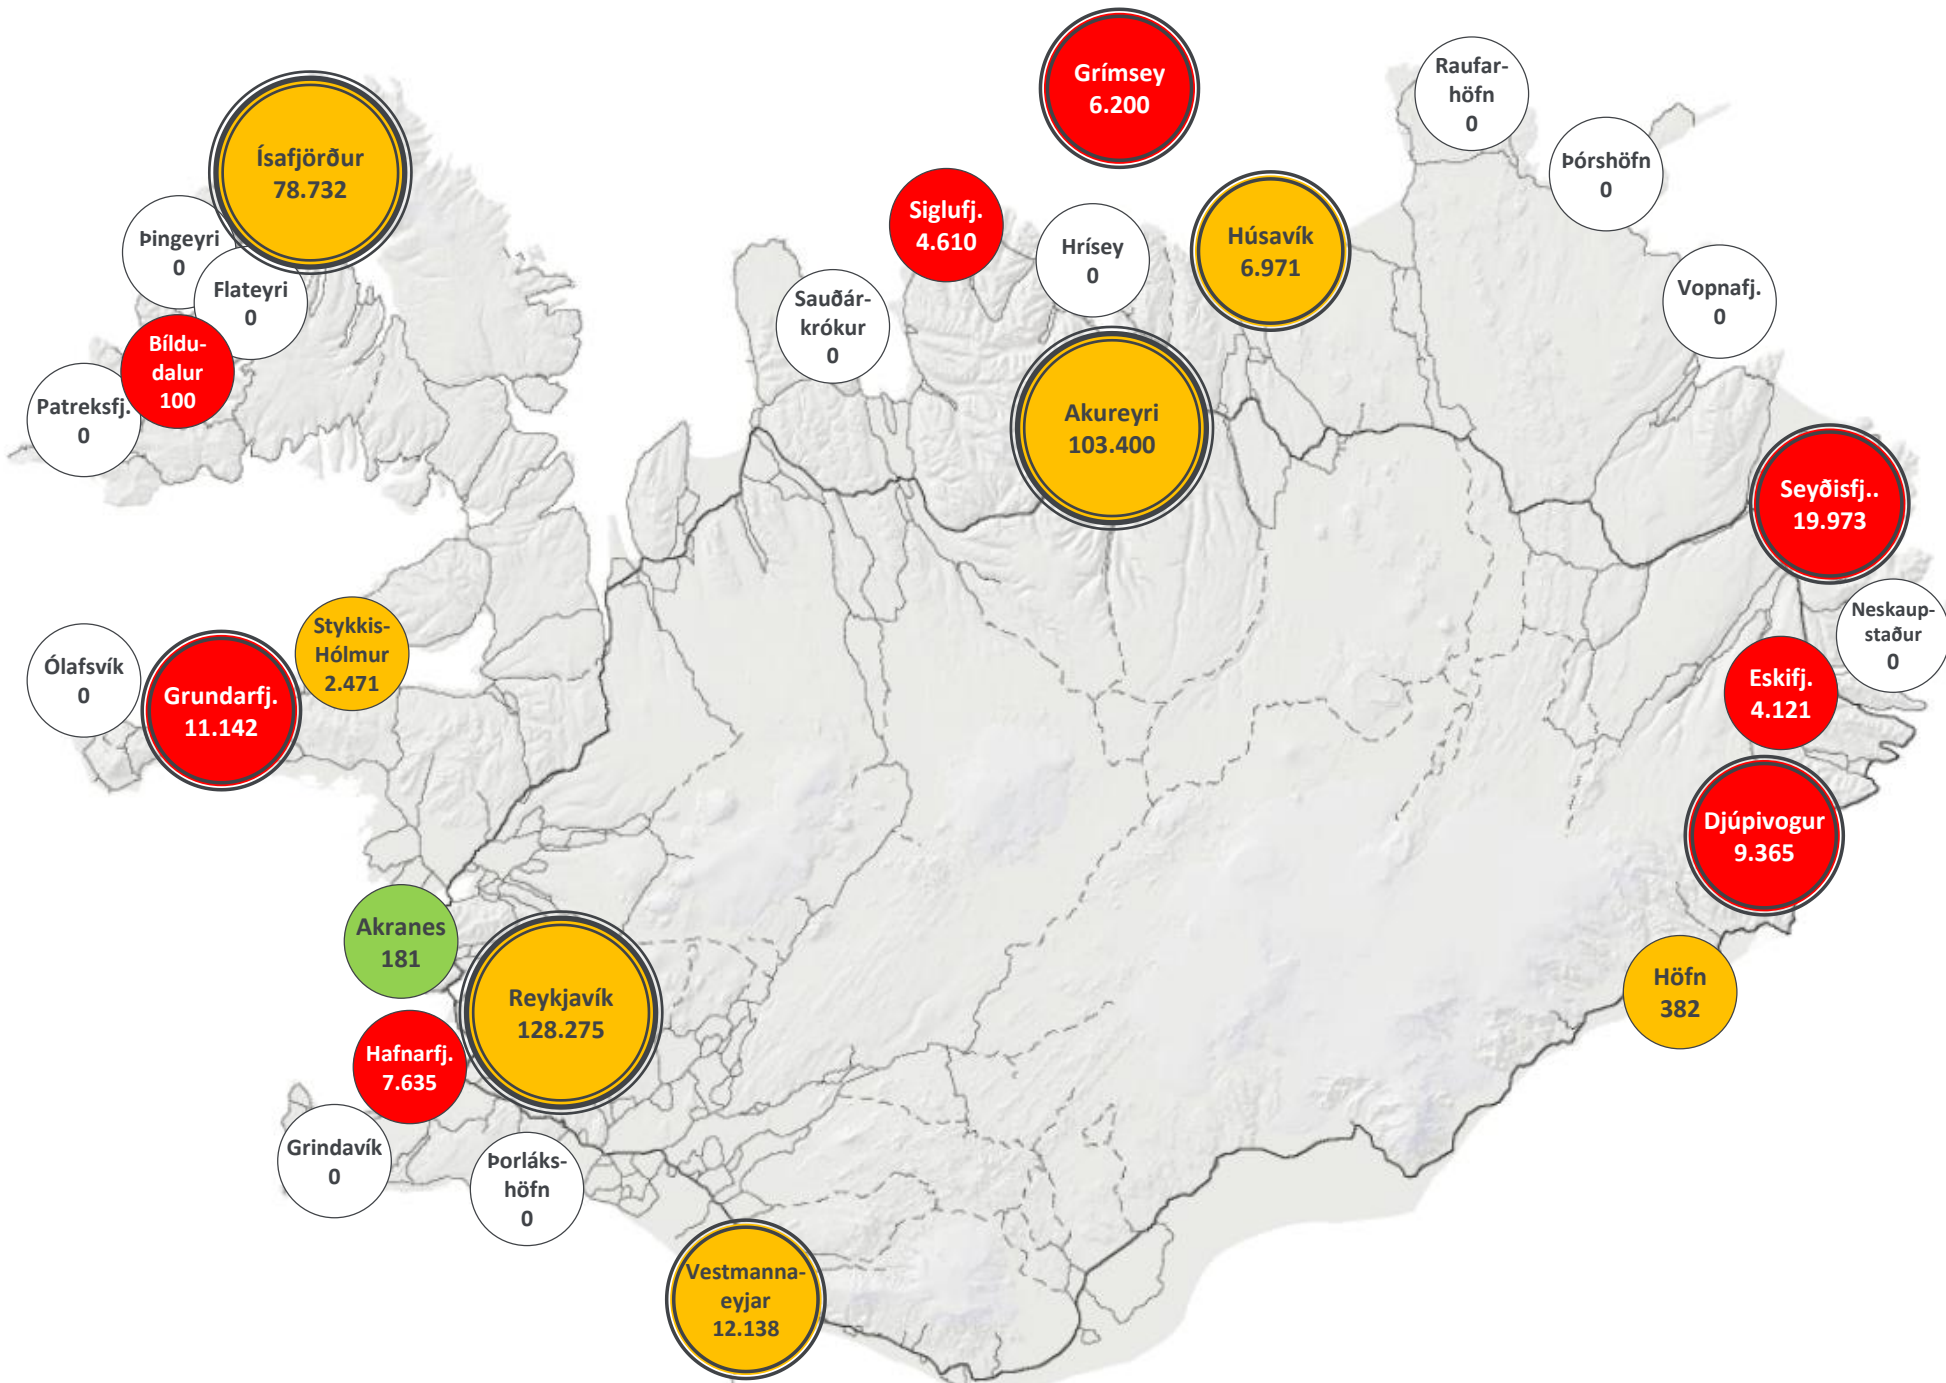 Grímsey
6.200
Raufar-
höfn
0
Ísafjörður
78.732
Þórshöfn
0
Siglufj.
4.610
Þingeyri
0
Hrísey
0
Húsavík
6.971
Flateyri
0
Sauðár-
krókur
0
Vopnafj.
0
Bíldu-
dalur
100
Patreksfj.
0
Akureyri
103.400
Seyðisfj..
19.973
Neskaup-
staður
0
Stykkis-
Hólmur
2.471
Ólafsvík
0
Grundarfj.
11.142
Eskifj.
4.121
Djúpivogur
9.365
Akranes
181
Reykjavík
128.275
Höfn
382
Hafnarfj.
7.635
Grindavík
0
Þorláks-
höfn
0
Vestmanna-
eyjar
12.138